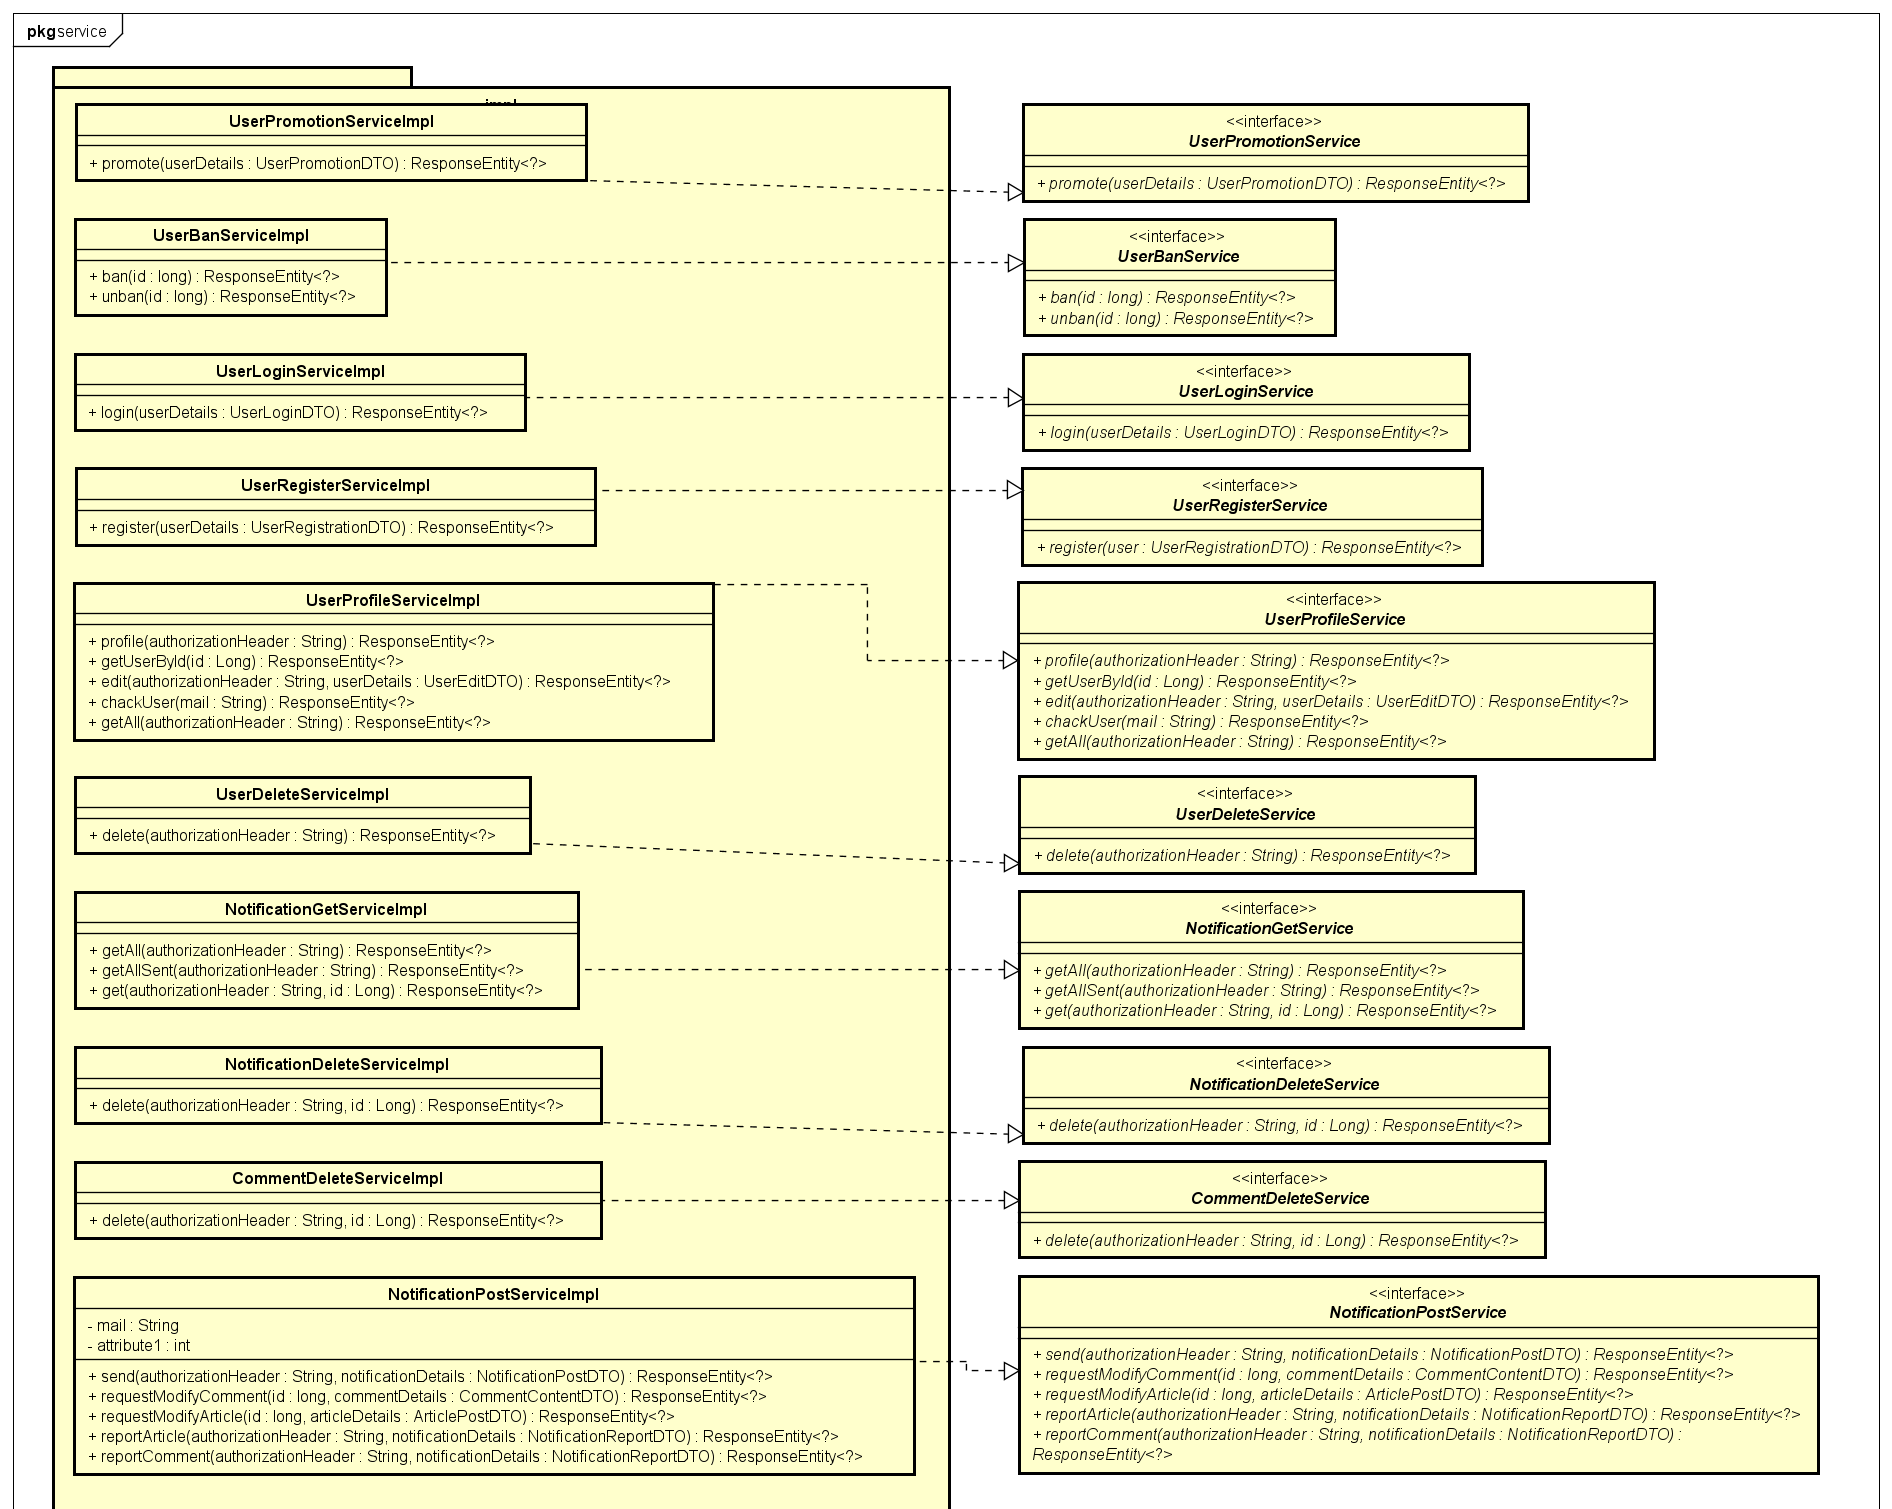 pkg service
impl
UserPromotionServiceImpl
+ promote(userDetails : UserPromotionDTO) : ResponseEntity<?>
<<interface>>
UserPromotionService
+ promote(userDetails : UserPromotionDTO) : ResponseEntity<?>
UserBanServiceImpl
+ ban(id : long) : ResponseEntity<?>
+ unban(id : long) : ResponseEntity<?>
<<interface>>
UserBanService
+ ban(id : long) : ResponseEntity<?>
+ unban(id : long) : ResponseEntity<?>
UserLoginServiceImpl
+ login(userDetails : UserLoginDTO) : ResponseEntity<?>
<<interface>>
UserLoginService
+ login(userDetails : UserLoginDTO) : ResponseEntity<?>
UserRegisterServiceImpl
+ register(userDetails : UserRegistrationDTO) : ResponseEntity<?>
<<interface>>
UserRegisterService
+ register(user : UserRegistrationDTO) : ResponseEntity<?>
UserProfileServiceImpl
+ profile(authorizationHeader : String) : ResponseEntity<?>
+ getUserById(id : Long) : ResponseEntity<?>
+ edit(authorizationHeader : String, userDetails : UserEditDTO) : ResponseEntity<?>
+ chackUser(mail : String) : ResponseEntity<?>
+ getAll(authorizationHeader : String) : ResponseEntity<?>
<<interface>>
UserProfileService
+ profile(authorizationHeader : String) : ResponseEntity<?>
+ getUserById(id : Long) : ResponseEntity<?>
+ edit(authorizationHeader : String, userDetails : UserEditDTO) : ResponseEntity<?>
+ chackUser(mail : String) : ResponseEntity<?>
+ getAll(authorizationHeader : String) : ResponseEntity<?>
UserDeleteServiceImpl
+ delete(authorizationHeader : String) : ResponseEntity<?>
<<interface>>
UserDeleteService
+ delete(authorizationHeader : String) : ResponseEntity<?>
NotificationGetServiceImpl
+ getAll(authorizationHeader : String) : ResponseEntity<?>
+ getAllSent(authorizationHeader : String) : ResponseEntity<?>
+ get(authorizationHeader : String, id : Long) : ResponseEntity<?>
<<interface>>
NotificationGetService
+ getAll(authorizationHeader : String) : ResponseEntity<?>
+ getAllSent(authorizationHeader : String) : ResponseEntity<?>
+ get(authorizationHeader : String, id : Long) : ResponseEntity<?>
NotificationDeleteServiceImpl
+ delete(authorizationHeader : String, id : Long) : ResponseEntity<?>
<<interface>>
NotificationDeleteService
+ delete(authorizationHeader : String, id : Long) : ResponseEntity<?>
CommentDeleteServiceImpl
+ delete(authorizationHeader : String, id : Long) : ResponseEntity<?>
<<interface>>
CommentDeleteService
+ delete(authorizationHeader : String, id : Long) : ResponseEntity<?>
NotificationPostServiceImpl
- mail : String
- attribute1 : int
+ send(authorizationHeader : String, notificationDetails : NotificationPostDTO) : ResponseEntity<?>
+ requestModifyComment(id : long, commentDetails : CommentContentDTO) : ResponseEntity<?>
+ requestModifyArticle(id : long, articleDetails : ArticlePostDTO) : ResponseEntity<?>
+ reportArticle(authorizationHeader : String, notificationDetails : NotificationReportDTO) : ResponseEntity<?>
+ reportComment(authorizationHeader : String, notificationDetails : NotificationReportDTO) : ResponseEntity<?>
<<interface>>
NotificationPostService
+ send(authorizationHeader : String, notificationDetails : NotificationPostDTO) : ResponseEntity<?>
+ requestModifyComment(id : long, commentDetails : CommentContentDTO) : ResponseEntity<?>
+ requestModifyArticle(id : long, articleDetails : ArticlePostDTO) : ResponseEntity<?>
+ reportArticle(authorizationHeader : String, notificationDetails : NotificationReportDTO) : ResponseEntity<?>
+ reportComment(authorizationHeader : String, notificationDetails : NotificationReportDTO) :
ResponseEntity<?>